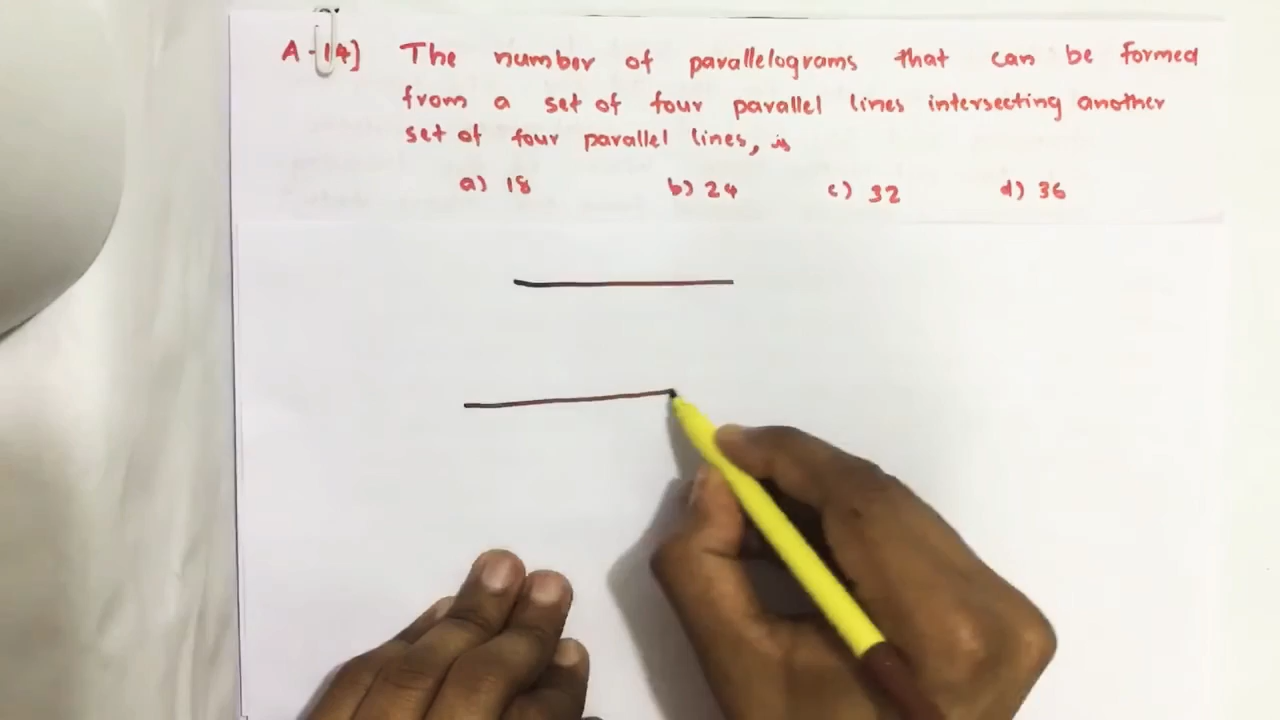 A-14] The number of parallelograms that can be formed
from a set of four parallel lines intersecting another
set of four parallel lines, is
a) 18 b) 24 c) 32 d) 36